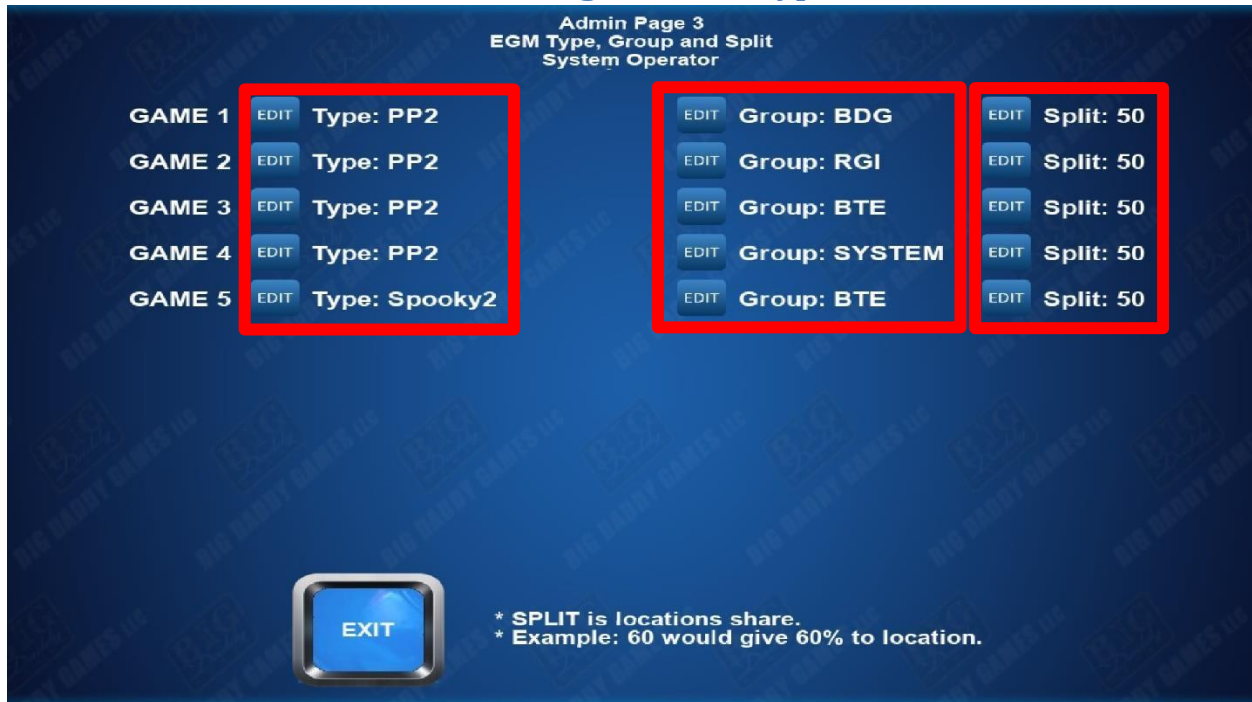 Admin Page 3
EGM Type, Group and Split
System Operator
GAME 1 EDIT Type: PP2 EDIT Group: BDG EDIT Split: 50
GAME 2 EDIT Type: PP2 EDIT Group: RGI EDIT Split: 50
GAME 3 EDIT Type: PP2 EDIT Group: BTE EDIT Split: 50
GAME 4 EDIT Type: PP2 EDIT Group: SYSTEM EDIT Split: 50
GAME 5 EDIT Type: Spooky2 EDIT Group: BTE EDIT Split: 50
EXIT
* SPLIT is locations share.
* Example: 60 would give 60% to location.
BIG DADDY GAMES LLC